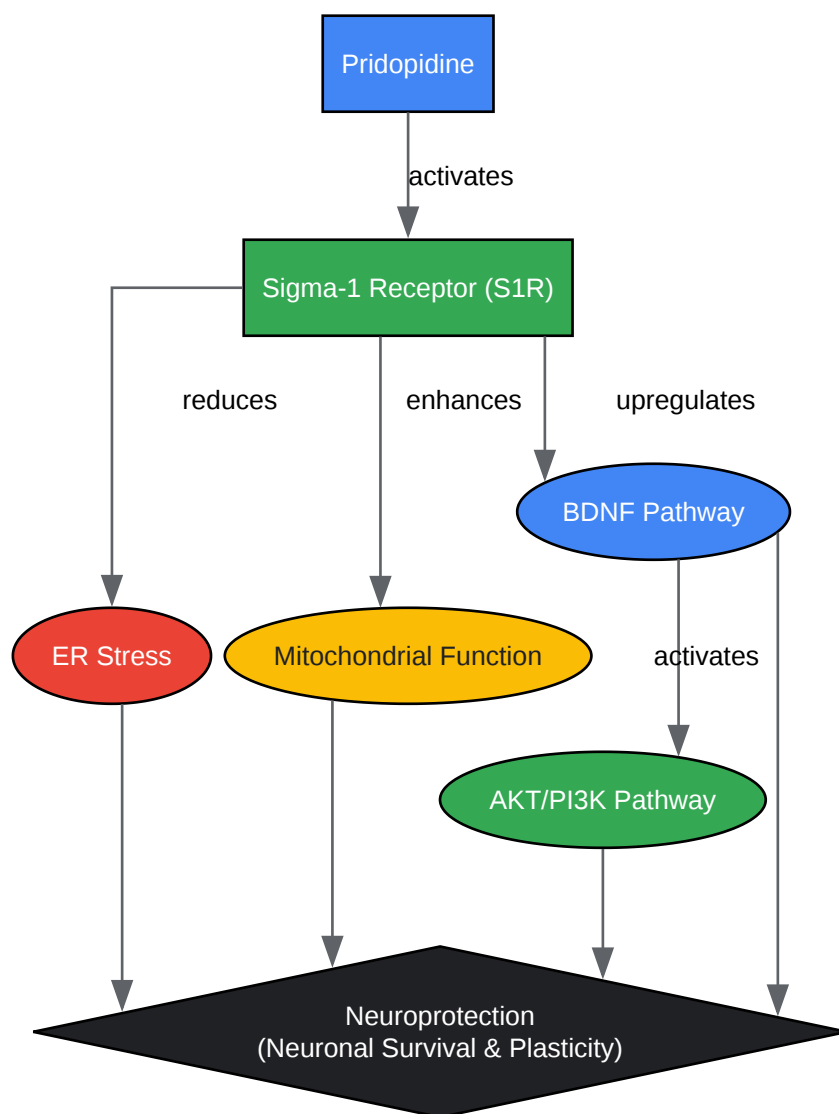 Pridopidine
activates
Sigma-1 Receptor (S1R)
reduces
enhances
upregulates
BDNF Pathway
ER Stress
Mitochondrial Function
activates
AKT/PI3K Pathway
Neuroprotection
(Neuronal Survival & Plasticity)